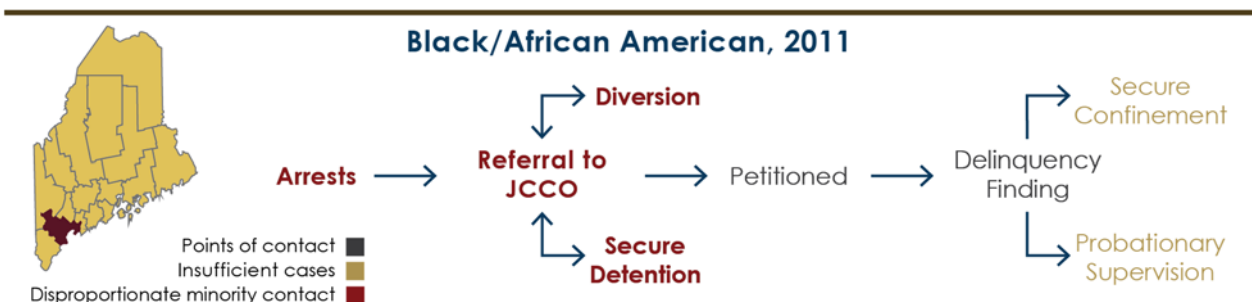 Black/African American, 2011
Diversion
Secure
Confinement
Arrests
Referral to
JCCO
Petitioned
Delinquency
Finding
Points of contact
Insufficient cases
Disproportionate minority contact
Secure
Detention
Probationary
Supervision